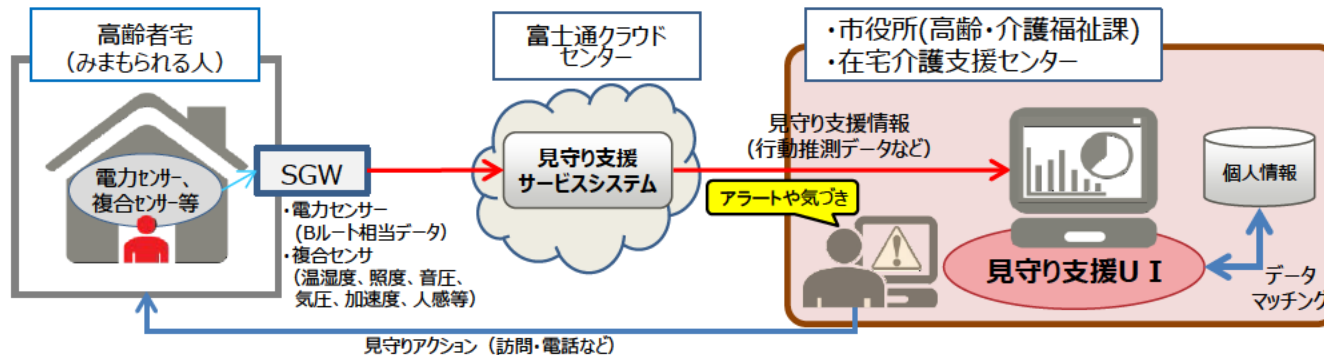 高齢者宅
(みまもられる人)
電力センサー、
複合センサー等
SGW
・電力センサー
(Bルート相当データ)
・複合センサ
(温湿度、照度、音圧、
気圧、加速度、人感等)
富士通クラウド
センター
見守り支援
サービスシステム
見守り支援情報
(行動推測データなど)
アラートや気づき
・市役所(高齢・介護福祉課)
・在宅介護支援センター
個人情報
見守り支援UI
データ
マッチング
見守りアクション (訪問・電話など)